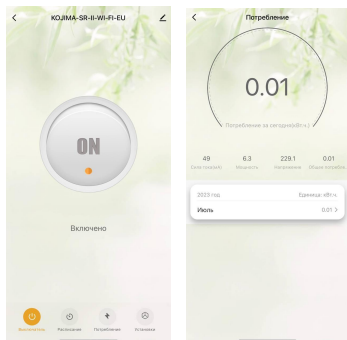 KOJIMA-SR-II-WI-FI-EU
ON
Включено
Выключатель Расписание Потребление Установки
Потребление
0.01
Потребление за сегодня(кВт.ч.)
49 6.3 229.1 0.01
Сила тока(мА) Мощность Напряжение Общее потреблен.
2023 год Единица: кВт.ч.
Июль 0.01 >